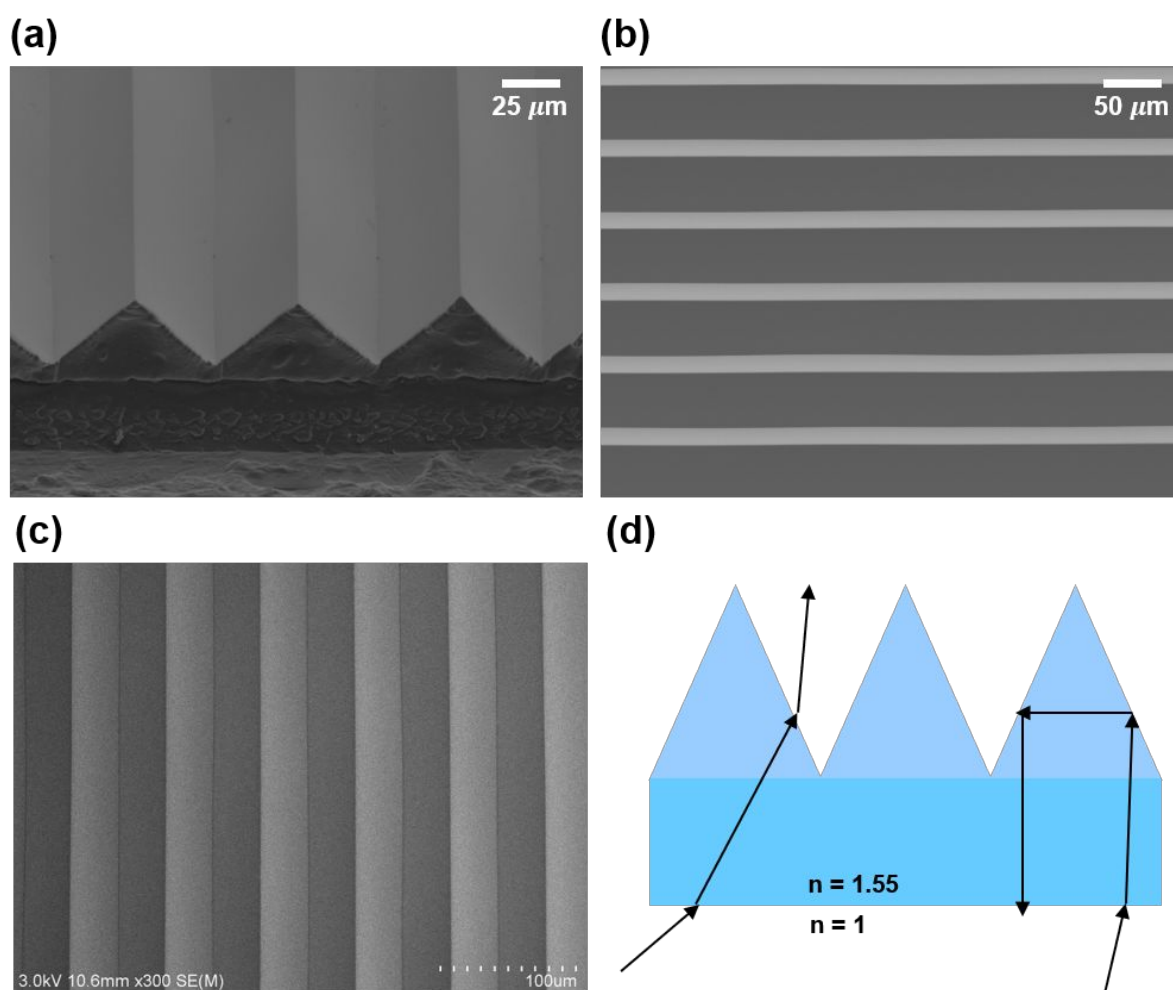 (a)
25 μm
(b)
50 μm
(c)
3.0kV 10.6mm x300 SE(M)
100um
(d)
n = 1.55
n = 1